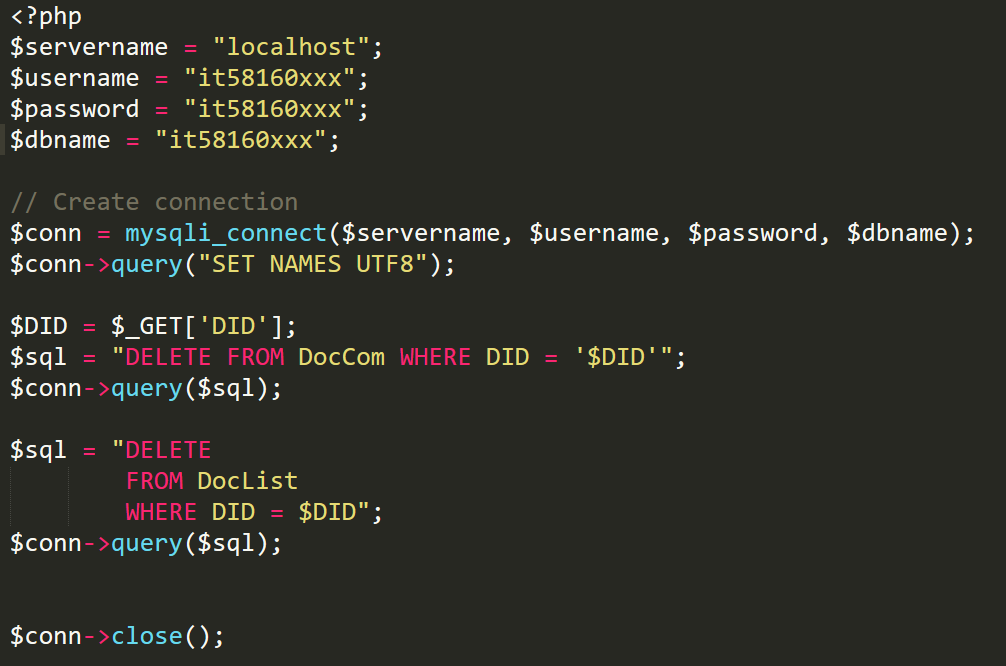 <?php
$servername = "localhost";
$username = "it58160xxx";
$password = "it58160xxx";
$dbname = "it58160xxx";

// Create connection
$conn = mysqli_connect($servername, $username, $password, $dbname);
$conn->query("SET NAMES UTF8");

$DID = $_GET['DID'];
$sql = "DELETE FROM DocCom WHERE DID = '$DID'";
$conn->query($sql);

$sql = "DELETE
        FROM DocList
        WHERE DID = $DID";
$conn->query($sql);


$conn->close();